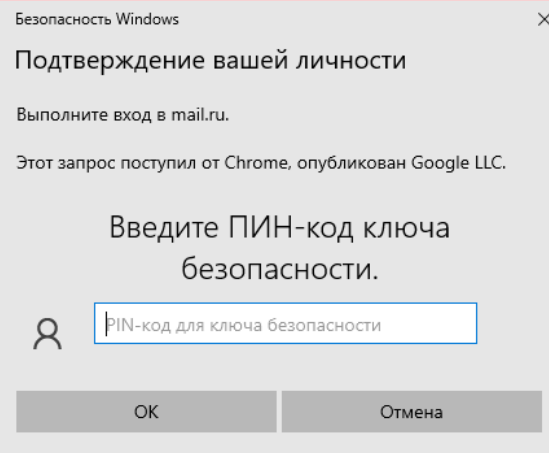 Безопасность Windows
Подтверждение вашей личности
Выполните вход в mail.ru.
Этот запрос поступил от Chrome, опубликован Google LLC.
Введите ПИН-код ключа
безопасности.
PIN-код для ключа безопасности
ОК
Отмена